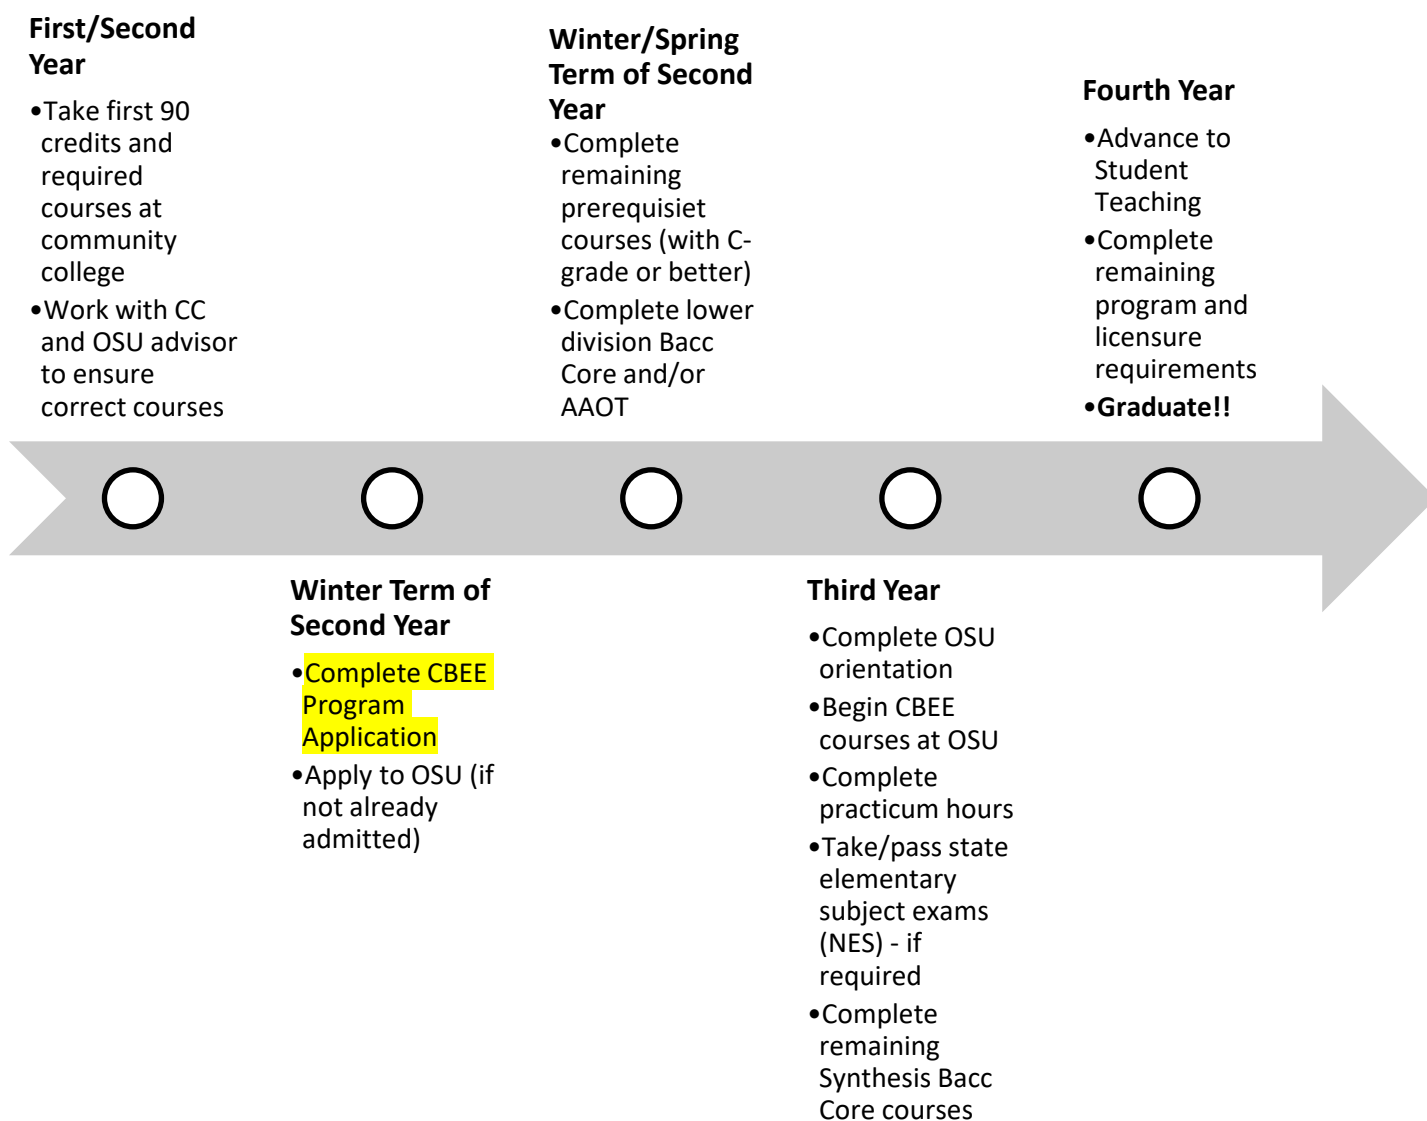 First/Second
Year
•Take first 90
credits and
required
courses at
community
college
•Work with CC
and OSU advisor
to ensure
correct courses
Winter Term of
Second Year
•Complete CBEE
Program
Application
•Apply to OSU (if
not already
admitted)
Winter/Spring
Term of Second
Year
•Complete
remaining
prerequisiet
courses (with C-
grade or better)
•Complete lower
division Bacc
Core and/or
AAOT
Third Year
•Complete OSU
orientation
•Begin CBEE
courses at OSU
•Complete
practicum hours
•Take/pass state
elementary
subject exams
(NES) - if
required
•Complete
remaining
Synthesis Bacc
Core courses
Fourth Year
•Advance to
Student
Teaching
•Complete
remaining
program and
licensure
requirements
•Graduate!!